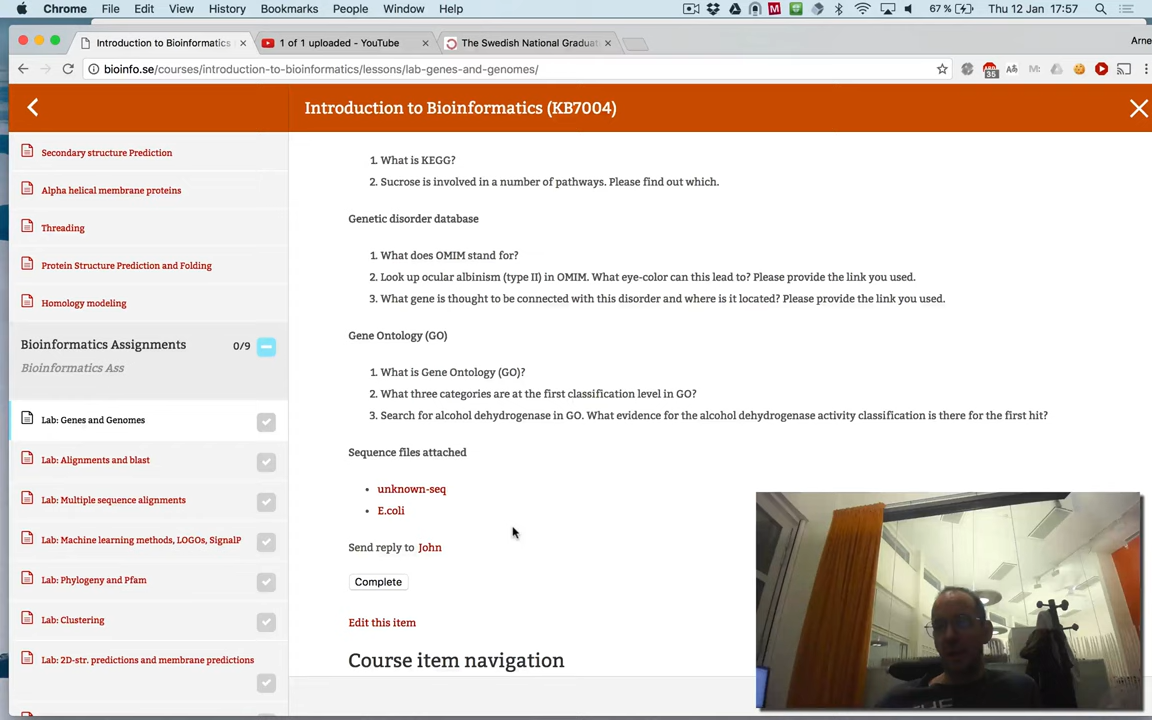 Chrome File Edit View History Bookmarks People Window Help 67 % Thu 12 Jan 17:57
Introduction to Bioinformatics 1 of 1 uploaded - YouTube The Swedish National Graduat Arne
bioinfo.se/courses/introduction-to-bioinformatics/lessons/lab-genes-and-genomes/
Introduction to Bioinformatics (KB7004)
Secondary structure Prediction
Alpha helical membrane proteins
Threading
Protein Structure Prediction and Folding
Homology modeling
Bioinformatics Assignments 0/9
Bioinformatics Ass
Lab: Genes and Genomes
Lab: Alignments and blast
Lab: Multiple sequence alignments
Lab: Machine learning methods, LOGOs, SignalP
Lab: Phylogeny and Pfam
Lab: Clustering
Lab: 2D-str. predictions and membrane predictions
1. What is KEGG?
2. Sucrose is involved in a number of pathways. Please find out which.
Genetic disorder database
1. What does OMIM stand for?
2. Look up ocular albinism (type II) in OMIM. What eye-color can this lead to? Please provide the link you used.
3. What gene is thought to be connected with this disorder and where is it located? Please provide the link you used.
Gene Ontology (GO)
1. What is Gene Ontology (GO)?
2. What three categories are at the first classification level in GO?
3. Search for alcohol dehydrogenase in GO. What evidence for the alcohol dehydrogenase activity classification is there for the first hit?
Sequence files attached
• unknown-seq
• E.coli
Send reply to John
Complete
Edit this item
Course item navigation
THE